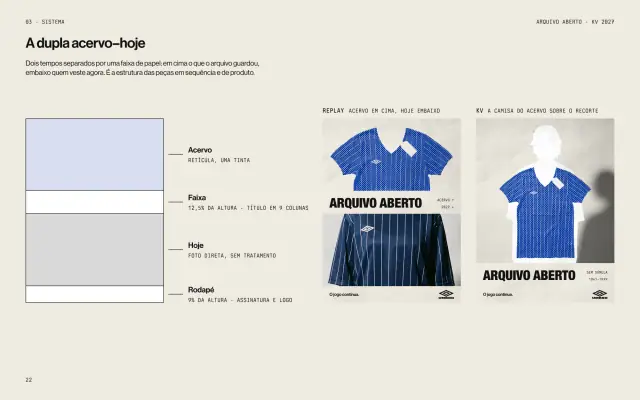 03 · SISTEMA
ARQUIVO ABERTO · KV 2027
A dupla acervo–hoje
Dois tempos separados por uma faixa de papel: em cima o que o arquivo guardou,
embaixo quem veste agora. É a estrutura das peças em sequência e de produto.
Acervo
RETÍCULA, UMA TINTA
Faixa
12,5% DA ALTURA · TÍTULO EM 9 COLUNAS
Hoje
FOTO DIRETA, SEM TRATAMENTO
Rodapé
9% DA ALTURA · ASSINATURA E LOGO
REPLAY ACERVO EM CIMA, HOJE EMBAIXO
ARQUIVO ABERTO
O jogo continua.
umbro
KV A CAMISA DO ACERVO SOBRE O RECORTE
ARQUIVO ABERTO
O jogo continua.
umbro
22